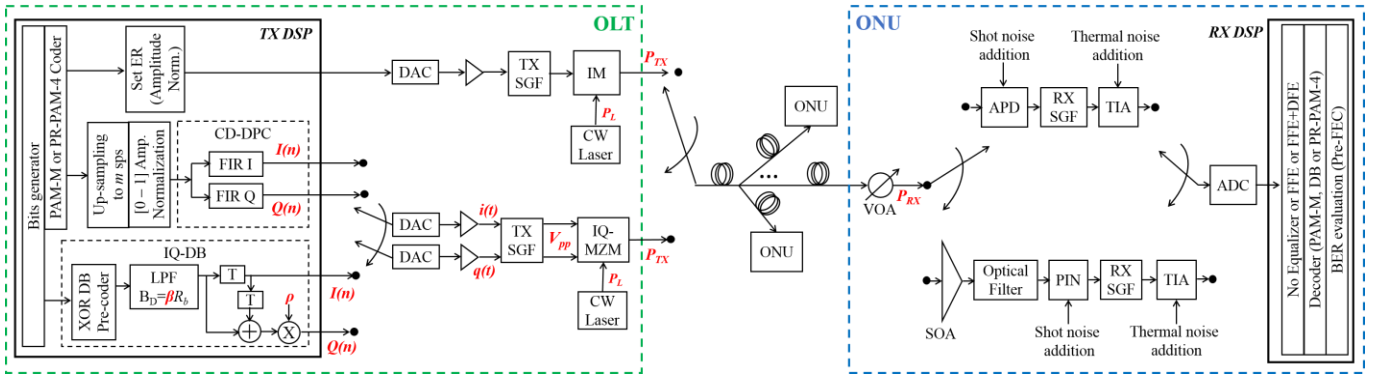 OLT
TX DSP
Bits generator
PAM-M or PR-PAM-4 Coder
Set ER
(Amplitude
Norm.)
Up-sampling
to m sps
[0 – 1] Amp.
Normalization
CD-DPC
FIR I
FIR Q
I(n)
Q(n)
IQ-DB
XOR DB
Pre-coder
LPF
B_D=βR_b
T
T
+
ρ
X
I(n)
Q(n)
DAC
TX
SGF
IM
P_TX
P_L
CW
Laser
DAC
DAC
i(t)
q(t)
TX
SGF
V_pp
IQ-
MZM
P_TX
P_L
CW
Laser
ONU
...
ONU
ONU
RX DSP
VOA
P_RX
Shot noise
addition
Thermal noise
addition
APD
RX
SGF
TIA
SOA
Optical
Filter
PIN
RX
SGF
TIA
Shot noise
addition
Thermal noise
addition
ADC
No Equalizer or FFE or FFE+DFE
Decoder (PAM-M, DB or PR-PAM-4)
BER evaluation (Pre-FEC)